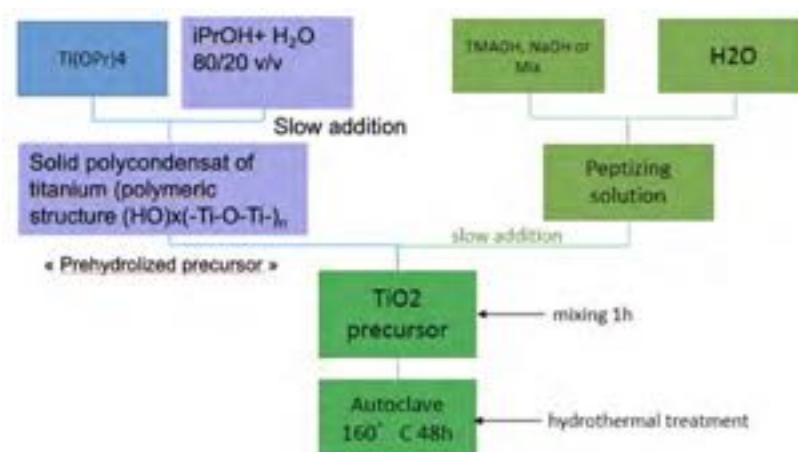 Ti(OPr)4
iPrOH+ H₂O
80/20 v/v
Slow addition
TMAOH, NaOH or
Mix
H2O
Solid polycondensat of
titanium (polymeric
structure (HO)x(-Ti-O-Ti-)ₙ
« Prehydrolized precursor »
Peptizing
solution
slow addition
TiO2
precursor
mixing 1h
Autoclave
160° C 48h
hydrothermal treatment